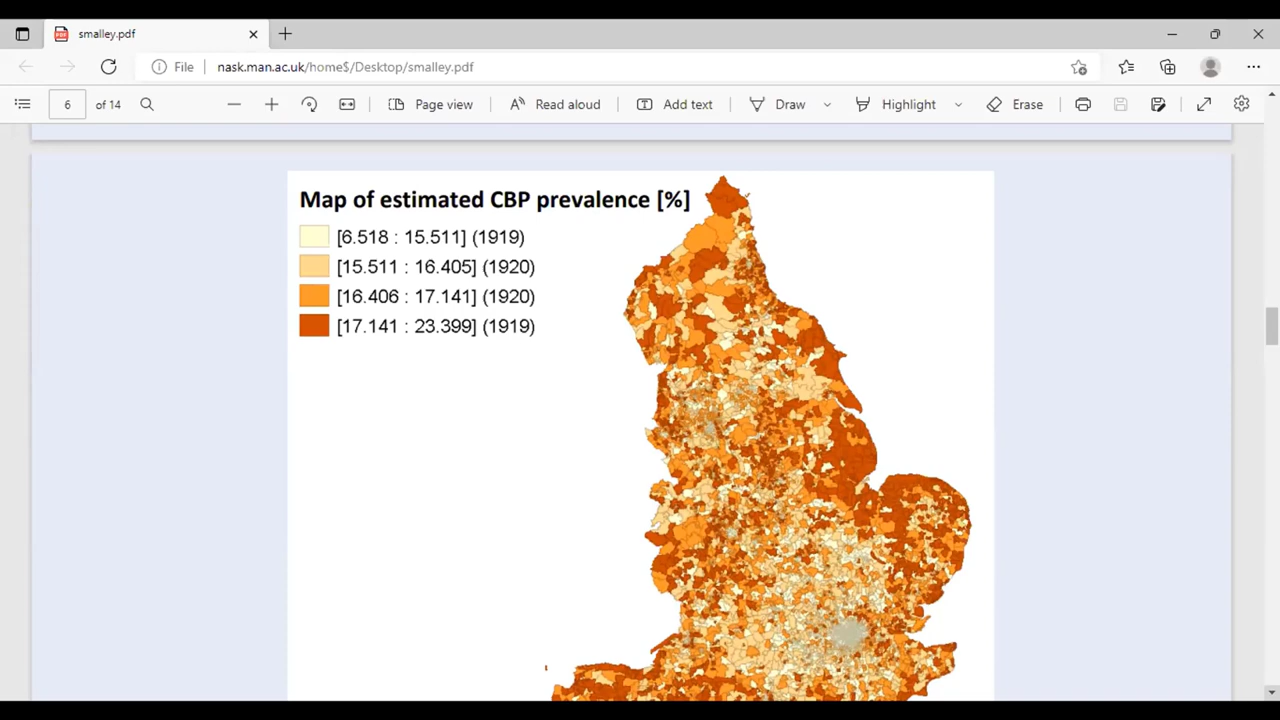 smalley.pdf
File nask.man.ac.uk/home$/Desktop/smalley.pdf
6 of 14 Page view Read aloud Add text Draw Highlight Erase
Map of estimated CBP prevalence [%]
[6.518 : 15.511] (1919)
[15.511 : 16.405] (1920)
[16.406 : 17.141] (1920)
[17.141 : 23.399] (1919)